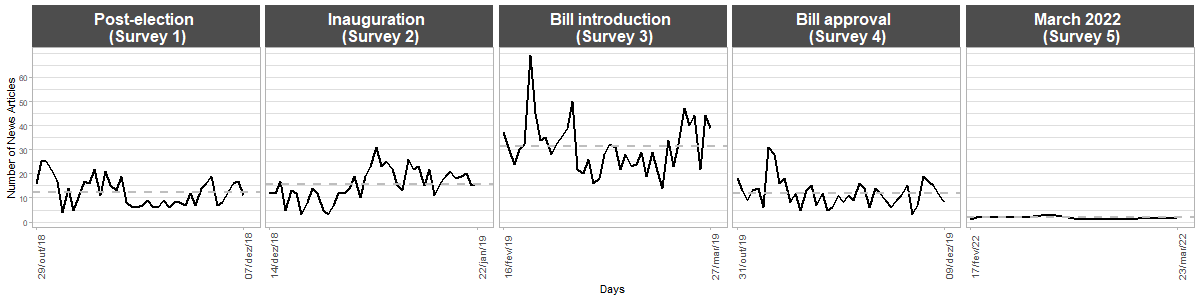 Post-election
(Survey 1)
Inauguration
(Survey 2)
Bill introduction
(Survey 3)
Bill approval
(Survey 4)
March 2022
(Survey 5)
Number of News Articles
60
50
40
30
20
10
0
29/out/18
07/dez/18
14/dez/18
22/jan/19
16/fev/19
27/mar/19
31/out/19
09/dez/19
17/fev/22
23/mar/22
Days